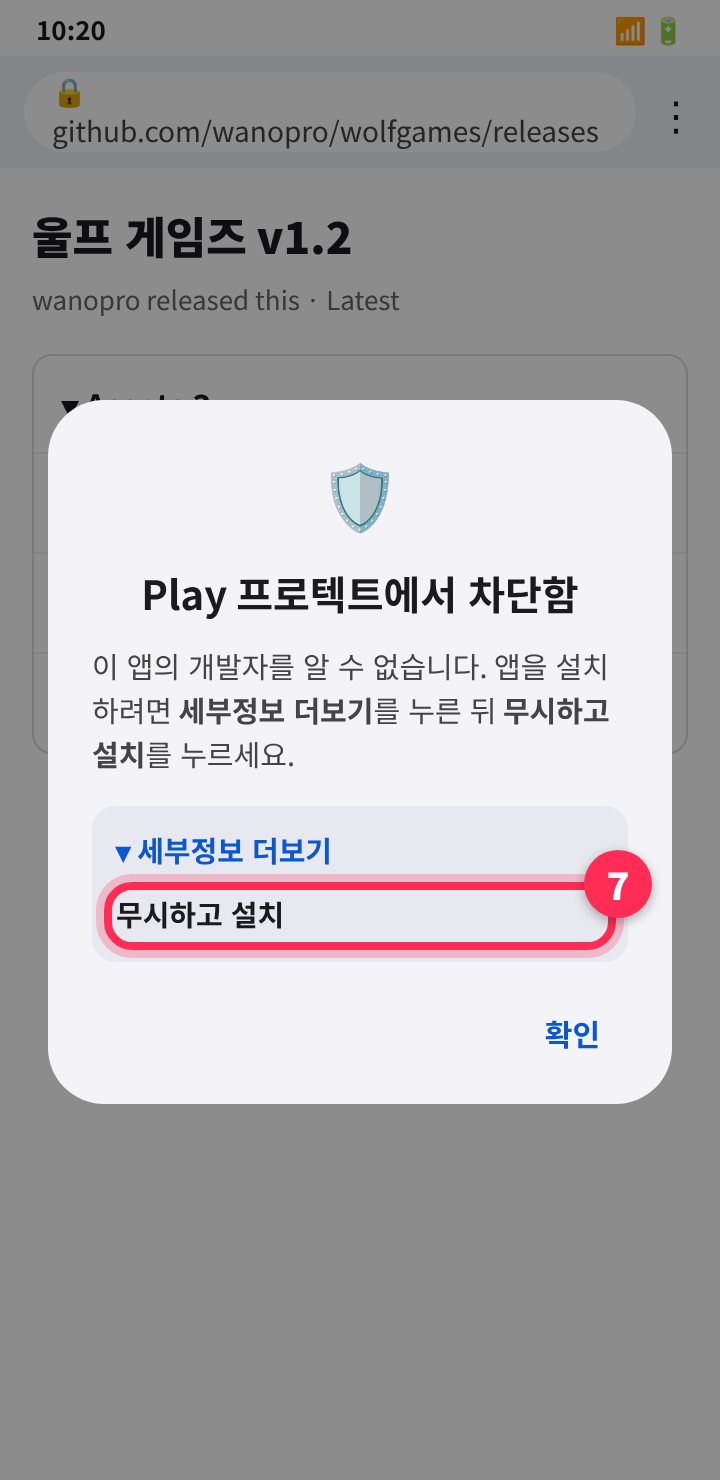 10:20
github.com/wanopro/wolfgames/releases
울프 게임즈 v1.2
wanopro released this · Latest
Play 프로텍트에서 차단함
이 앱의 개발자를 알 수 없습니다. 앱을 설치
하려면 세부정보 더보기를 누른 뒤 무시하고
설치를 누르세요.
▾ 세부정보 더보기
7
무시하고 설치
확인